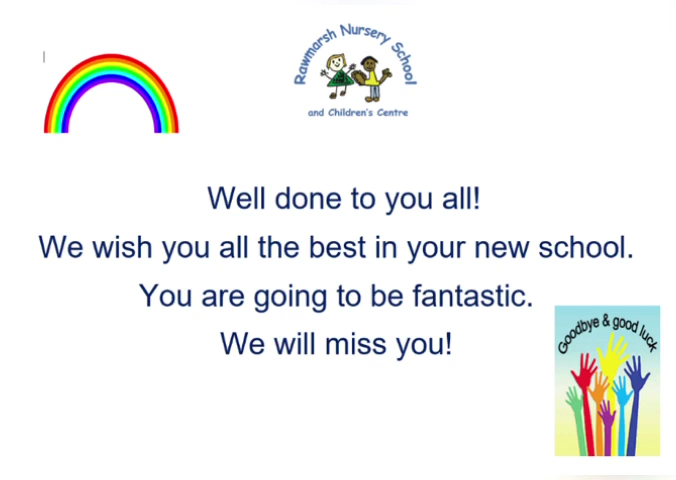 Rawmarsh Nursery School
and Children's Centre
Well done to you all!
We wish you all the best in your new school.
You are going to be fantastic.
We will miss you!
Goodbye & good luck